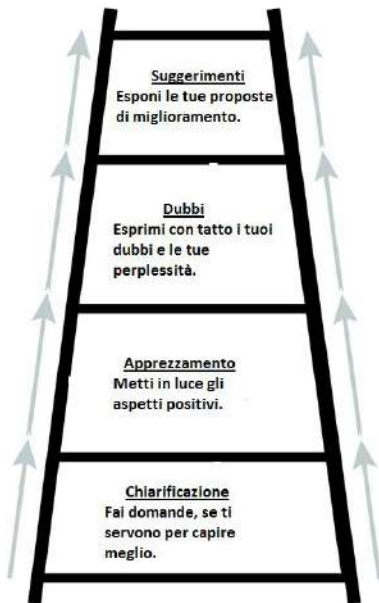 Suggerimenti
Esponi le tue proposte
di miglioramento.
Dubbi
Esprimi con tatto i tuoi
dubbi e le tue
perplessità.
Apprezzamento
Metti in luce gli
aspetti positivi.
Chiarificazione
Fai domande, se ti
servono per capire
meglio.